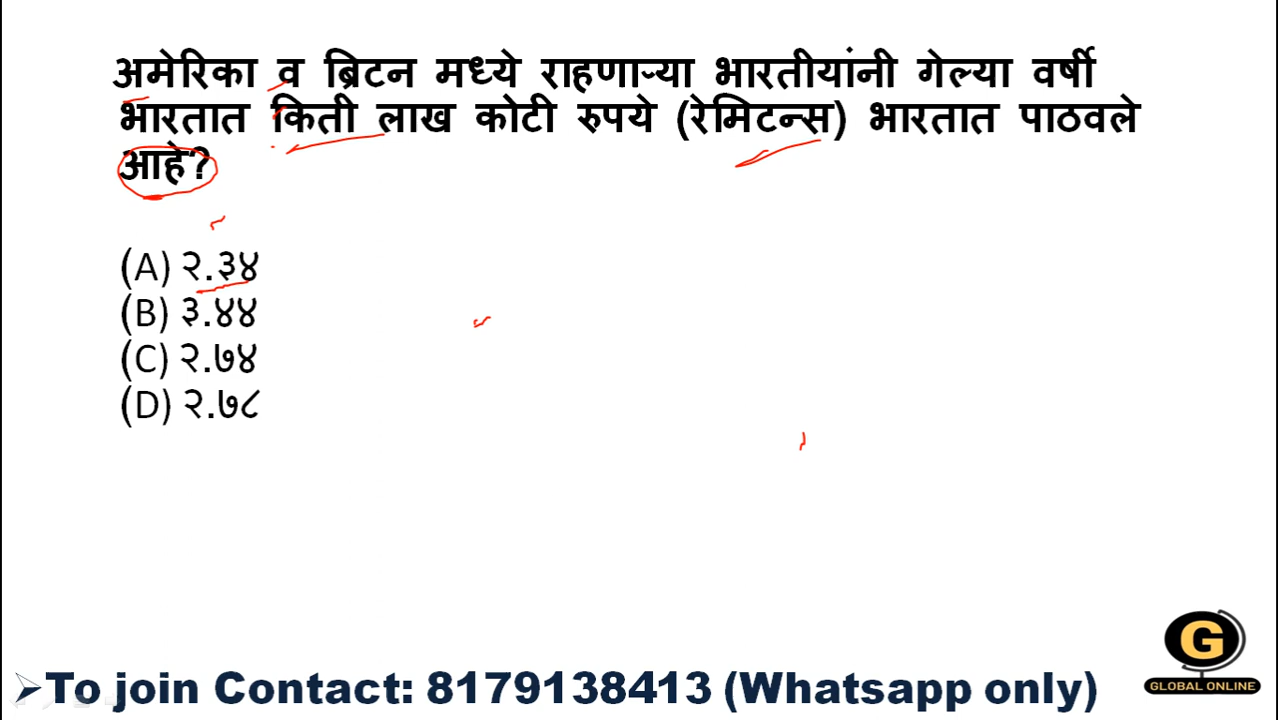 अमेरिका व ब्रिटन मध्ये राहणाऱ्या भारतीयांनी गेल्या वर्षी
भारतात किती लाख कोटी रुपये (रेमिटन्स) भारतात पाठवले
आहे?
(A) २.३४
(B) ३.४४
(C) २.७४
(D) २.७८
G
GLOBAL ONLINE
➢To join Contact: 8179138413 (Whatsapp only)